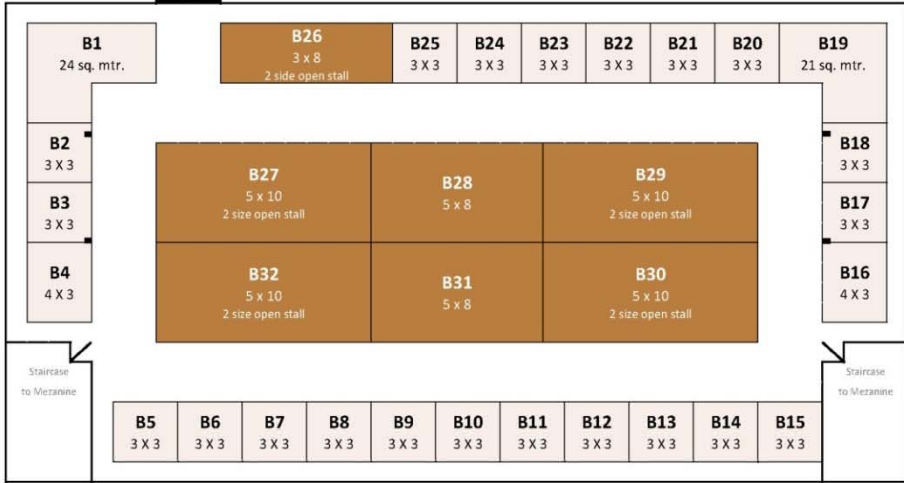 B1
24 sq. mtr.
B26
3 x 8
2 side open stall
B25
3 X 3
B24
3 X 3
B23
3 X 3
B22
3 X 3
B21
3 X 3
B20
3 X 3
B19
21 sq. mtr.
B2
3 X 3
B3
3 X 3
B4
4 X 3
B27
5 x 10
2 size open stall
B28
5 x 8
B29
5 x 10
2 size open stall
B18
3 X 3
B17
3 X 3
B16
4 X 3
B32
5 x 10
2 size open stall
B31
5 x 8
B30
5 x 10
2 size open stall
Staircase
to Mezanine
Staircase
to Mezanine
B5
3 X 3
B6
3 X 3
B7
3 X 3
B8
3 X 3
B9
3 X 3
B10
3 X 3
B11
3 X 3
B12
3 X 3
B13
3 X 3
B14
3 X 3
B15
3 X 3